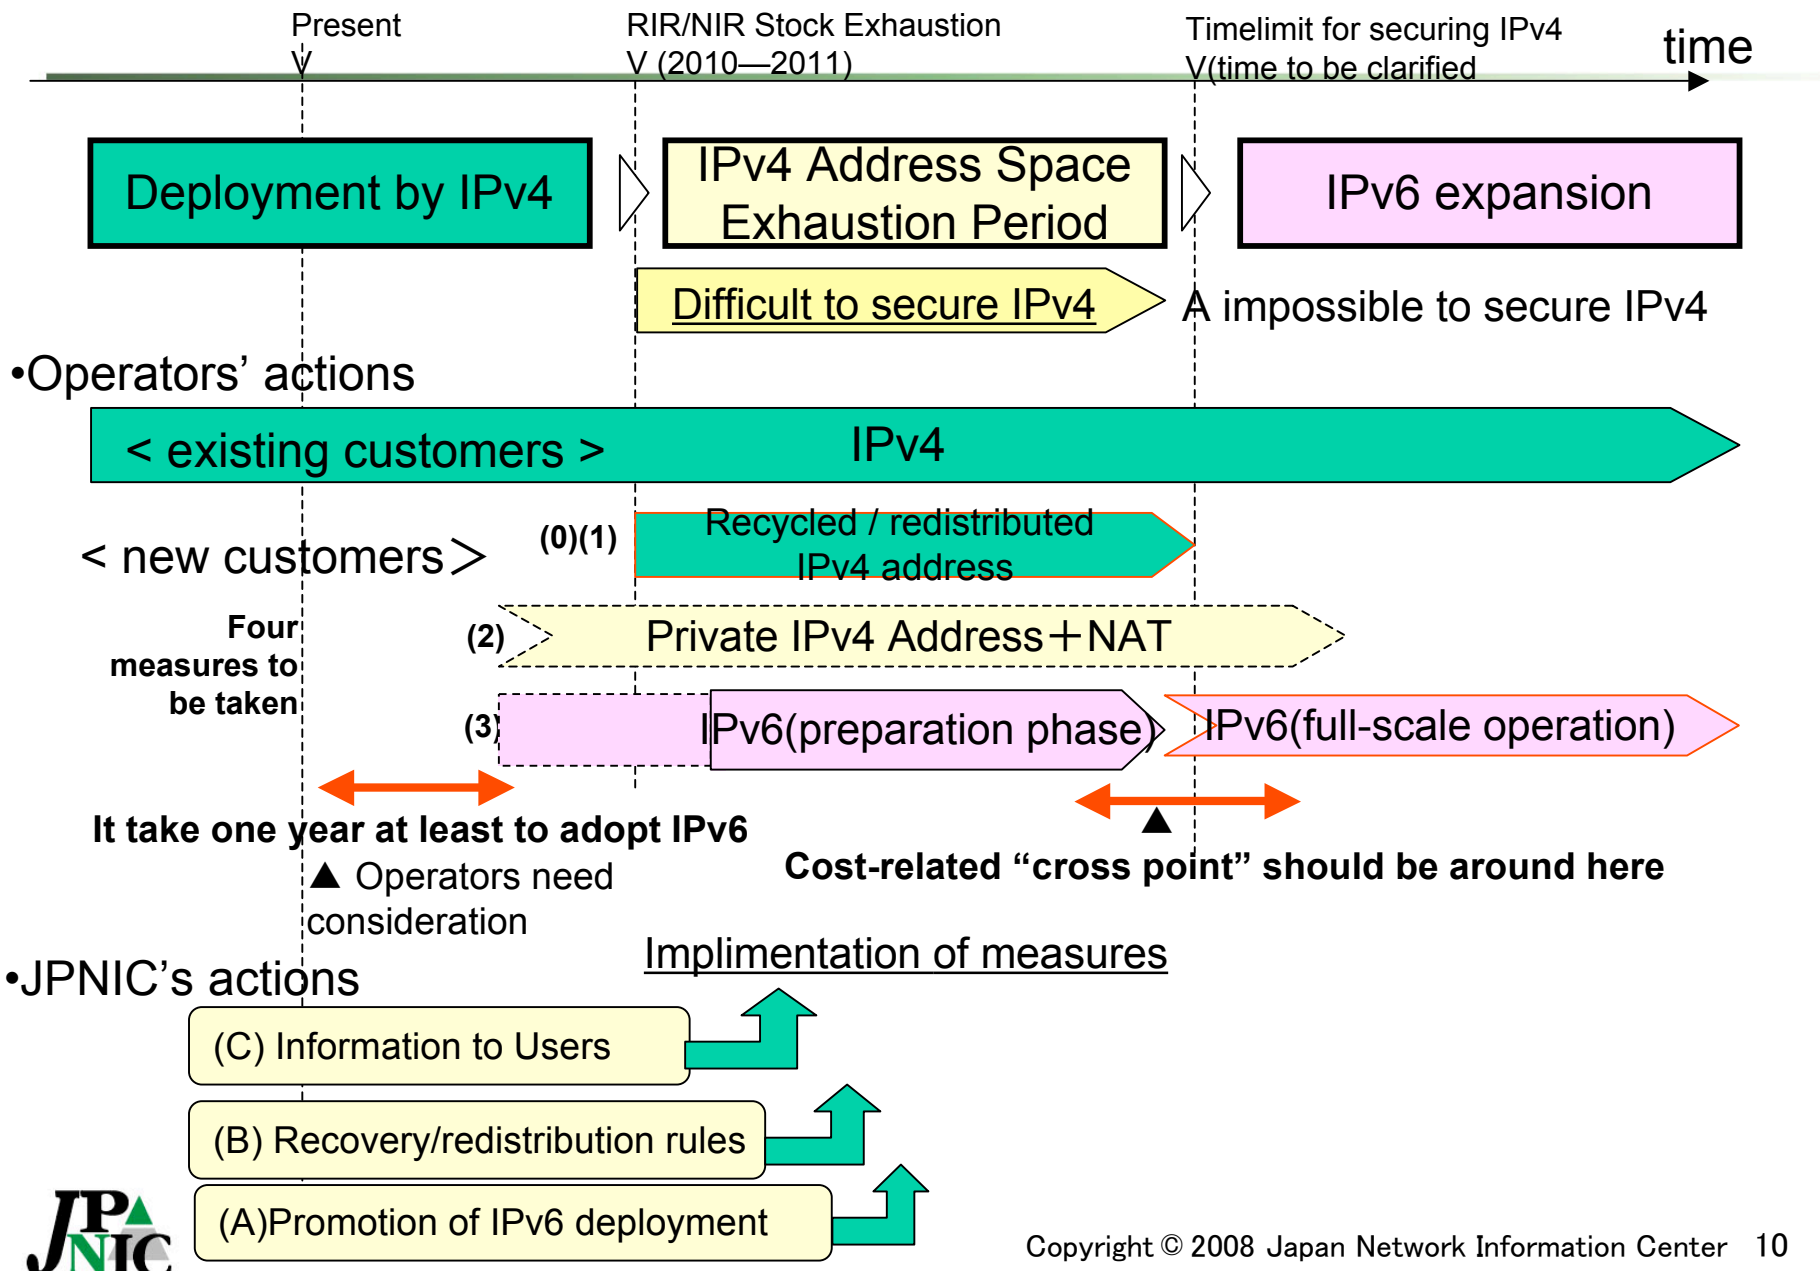 Present
V
RIR/NIR Stock Exhaustion
V (2010—2011)
Timelimit for securing IPv4
V(time to be clarified
time
Deployment by IPv4
IPv4 Address Space
Exhaustion Period
IPv6 expansion
Difficult to secure IPv4
A impossible to secure IPv4
•Operators’ actions
< existing customers >
IPv4
< new customers＞
(0)(1)
Recycled / redistributed
IPv4 address
Four
measures to
be taken
(2)
Private IPv4 Address＋NAT
(3)
IPv6(preparation phase)
IPv6(full-scale operation)
It take one year at least to adopt IPv6
▲ Operators need
consideration
▲
Cost-related “cross point” should be around here
Implimentation of measures
•JPNIC’s actions
(C) Information to Users
(B) Recovery/redistribution rules
(A)Promotion of IPv6 deployment
JP
NIC
Copyright © 2008 Japan Network Information Center 10